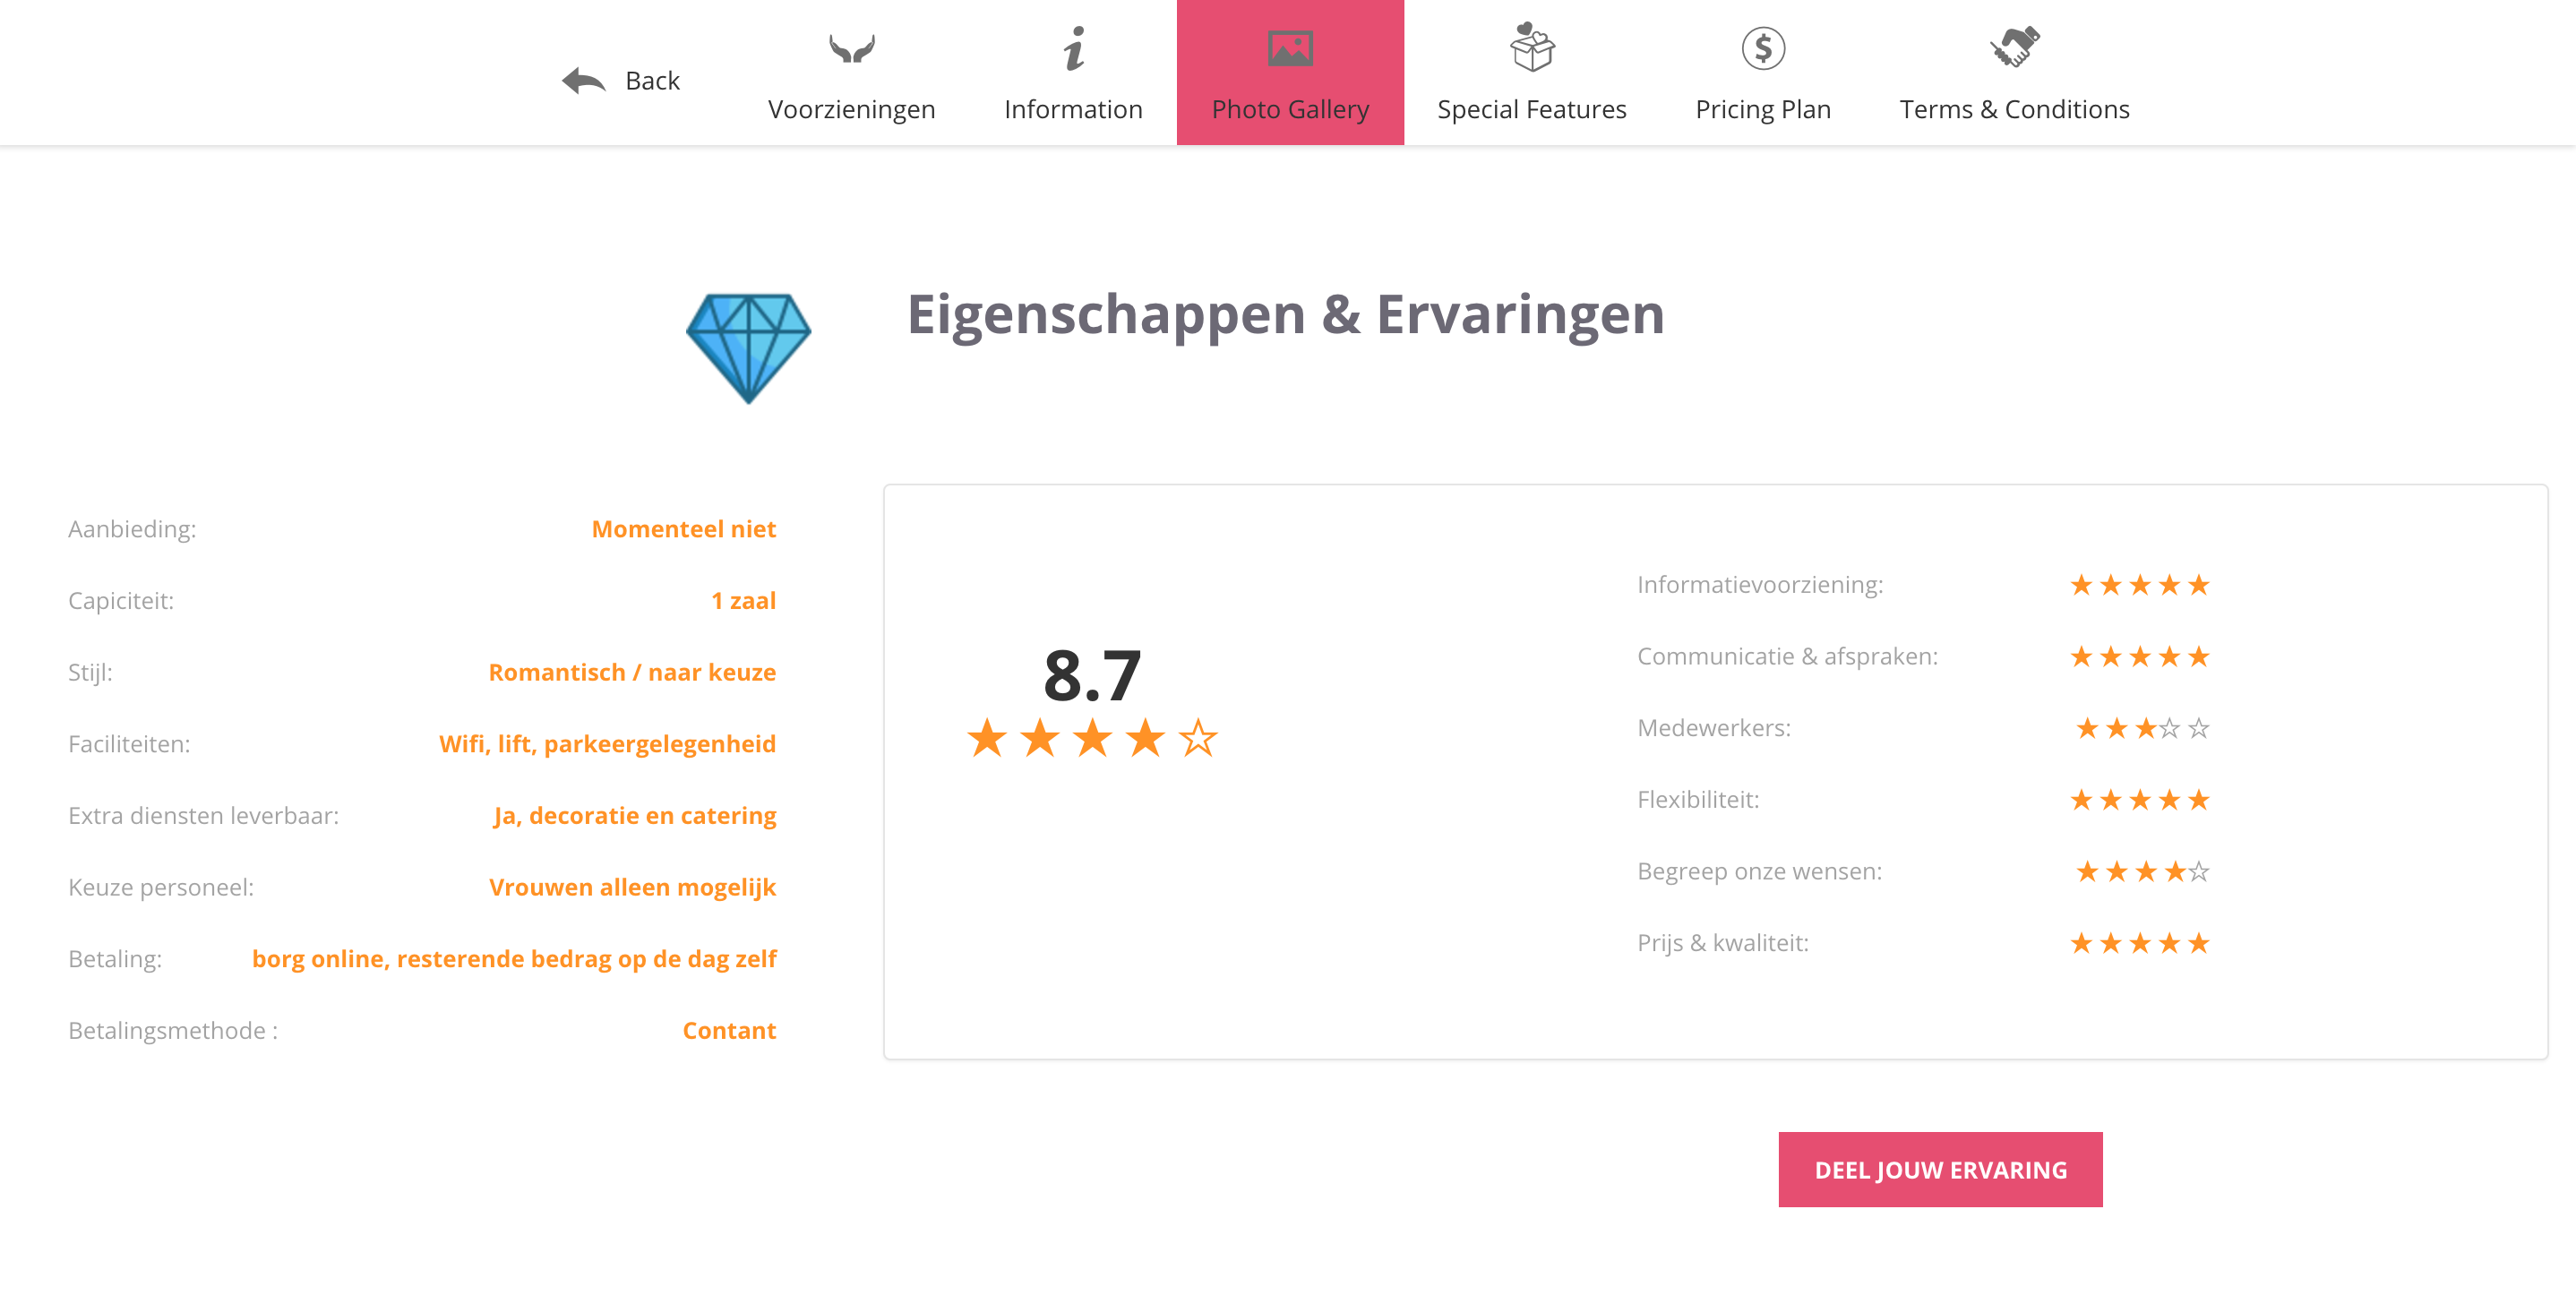 Back
Voorzieningen
Information
Photo Gallery
Special Features
Pricing Plan
Terms & Conditions
Eigenschappen & Ervaringen
Aanbieding: Momenteel niet
Capiciteit: 1 zaal
Stijl: Romantisch / naar keuze
Faciliteiten: Wifi, lift, parkeergelegenheid
Extra diensten leverbaar: Ja, decoratie en catering
Keuze personeel: Vrouwen alleen mogelijk
Betaling: borg online, resterende bedrag op de dag zelf
Betalingsmethode : Contant
8.7
Informatievoorziening:
Communicatie & afspraken:
Medewerkers:
Flexibiliteit:
Begreep onze wensen:
Prijs & kwaliteit:
DEEL JOUW ERVARING